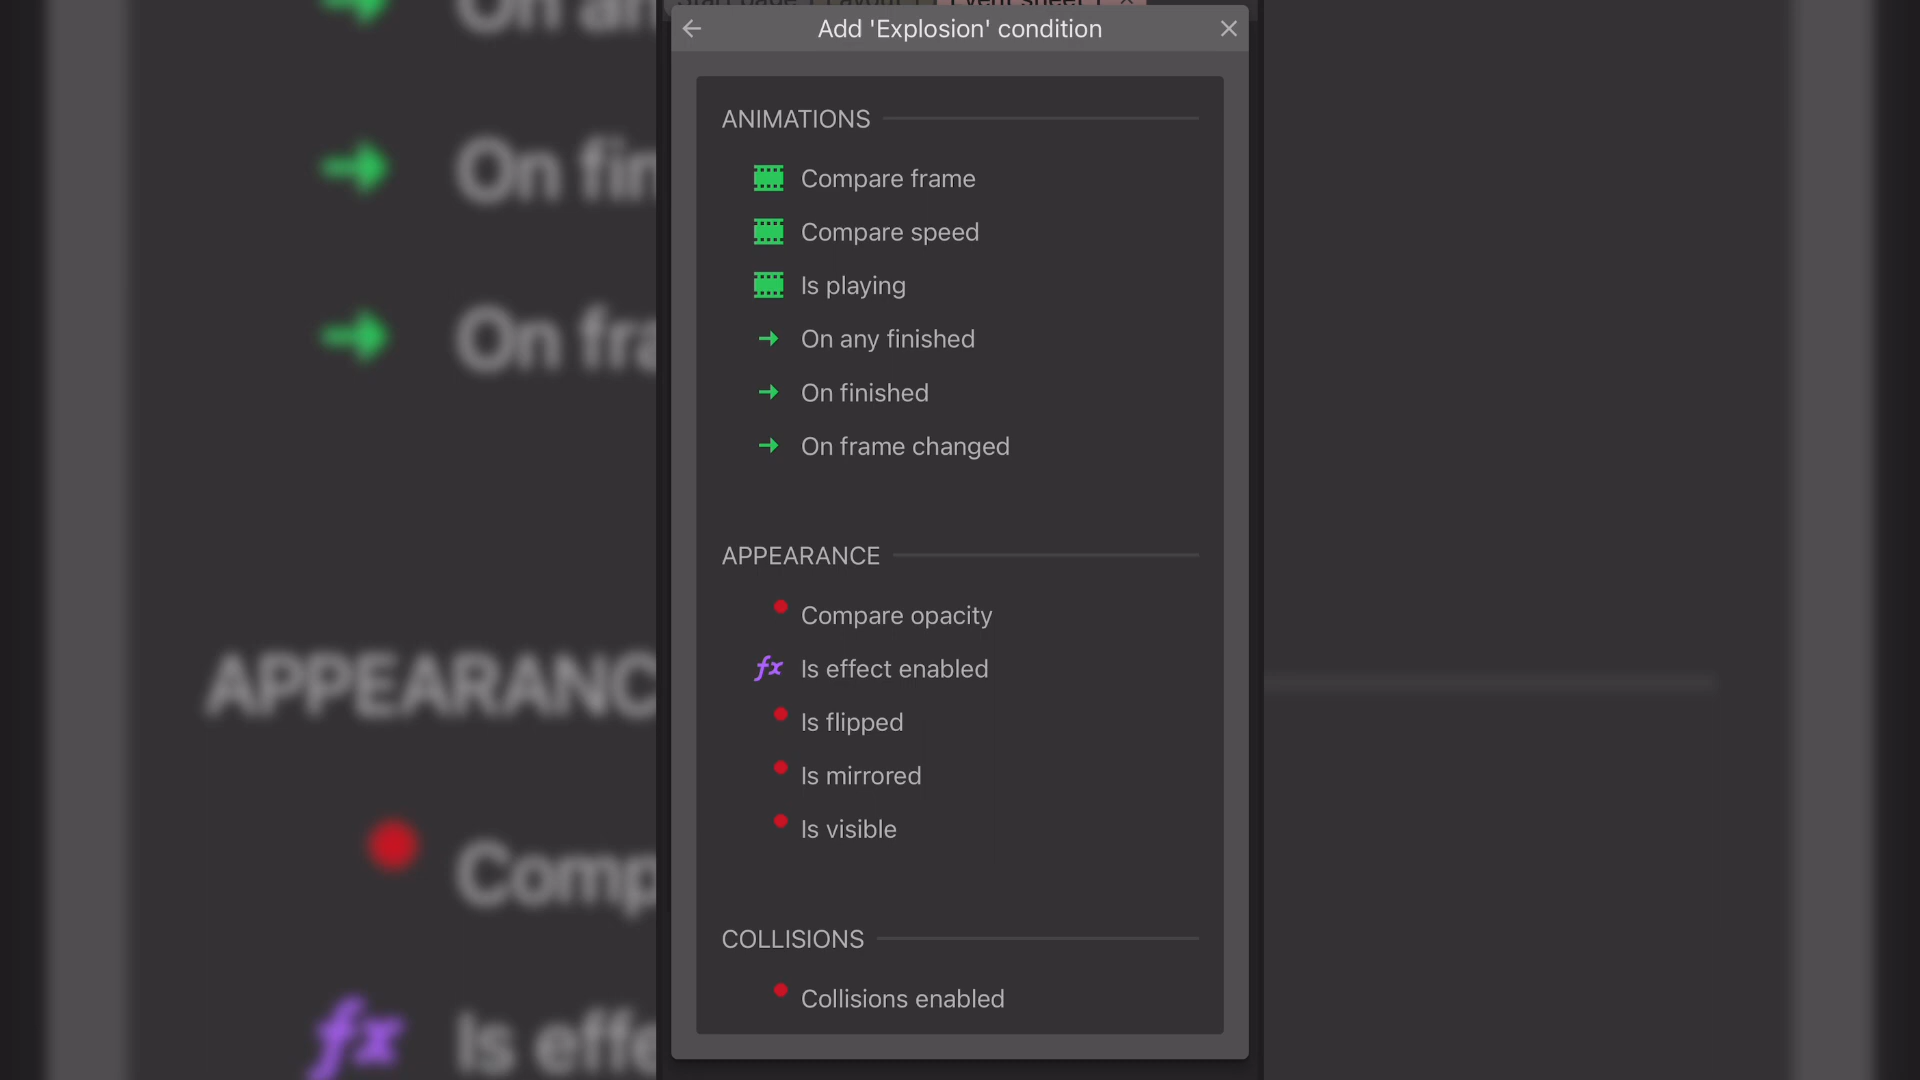 Add 'Explosion' condition
ANIMATIONS
Compare frame
Compare speed
Is playing
On any finished
On finished
On frame changed
APPEARANCE
Compare opacity
fx Is effect enabled
Is flipped
Is mirrored
Is visible
COLLISIONS
Collisions enabled